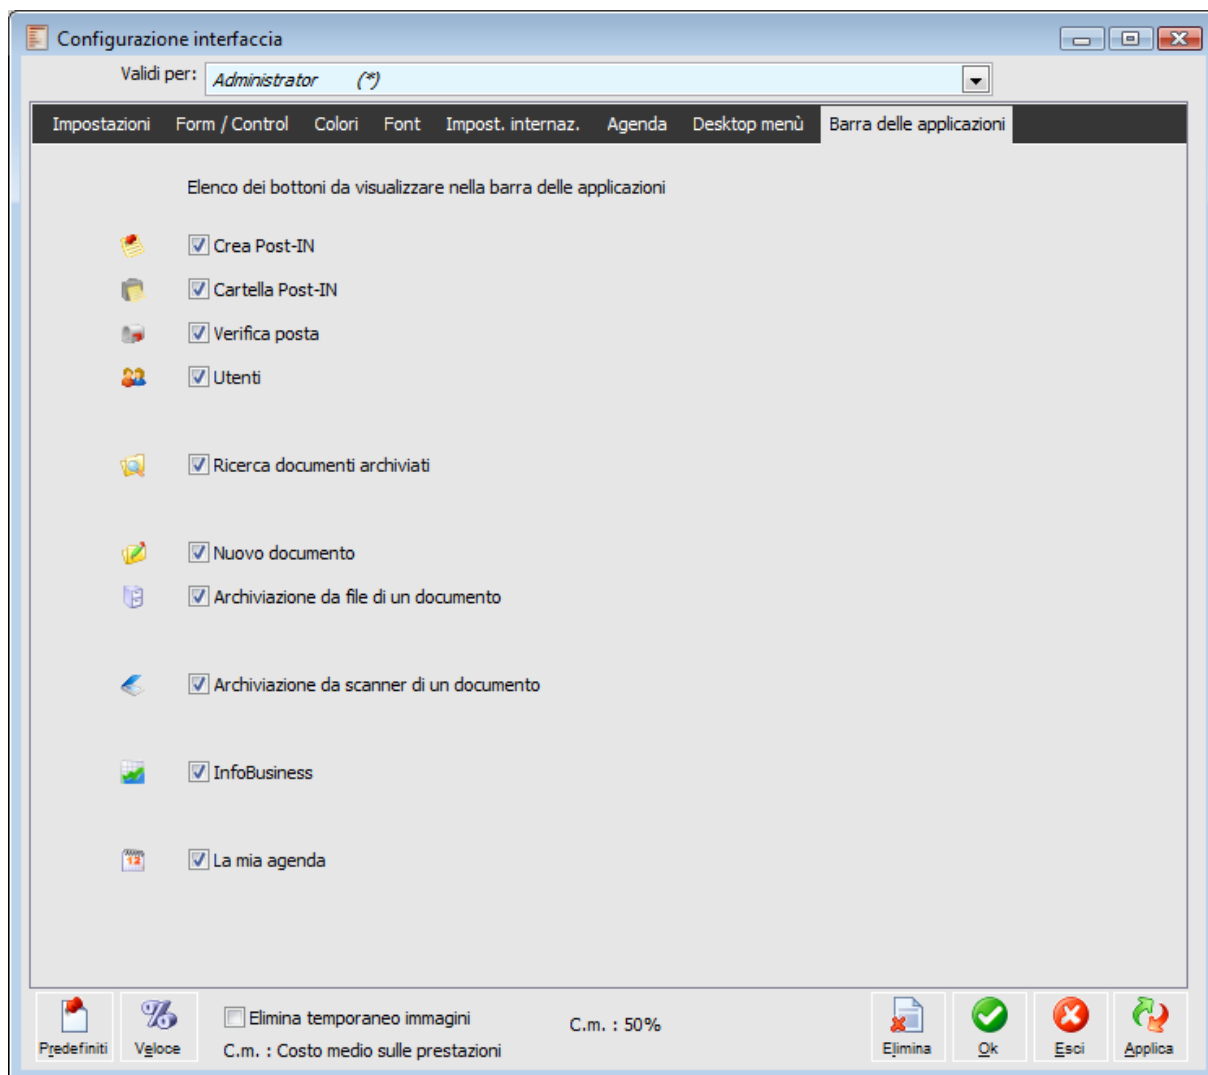 Configurazione interfaccia
Validi per: Administrator (*)
Impostazioni Form / Control Colori Font Impost. internaz. Agenda Desktop menù Barra delle applicazioni
Elenco dei bottoni da visualizzare nella barra delle applicazioni
Crea Post-IN
Cartella Post-IN
Verifica posta
Utenti
Ricerca documenti archiviati
Nuovo documento
Archiviazione da file di un documento
Archiviazione da scanner di un documento
InfoBusiness
12
La mia agenda
Elimina temporaneo immagini
C.m. : 50%
Predefiniti Veloce C.m. : Costo medio sulle prestazioni Elimina Ok Esci Applica